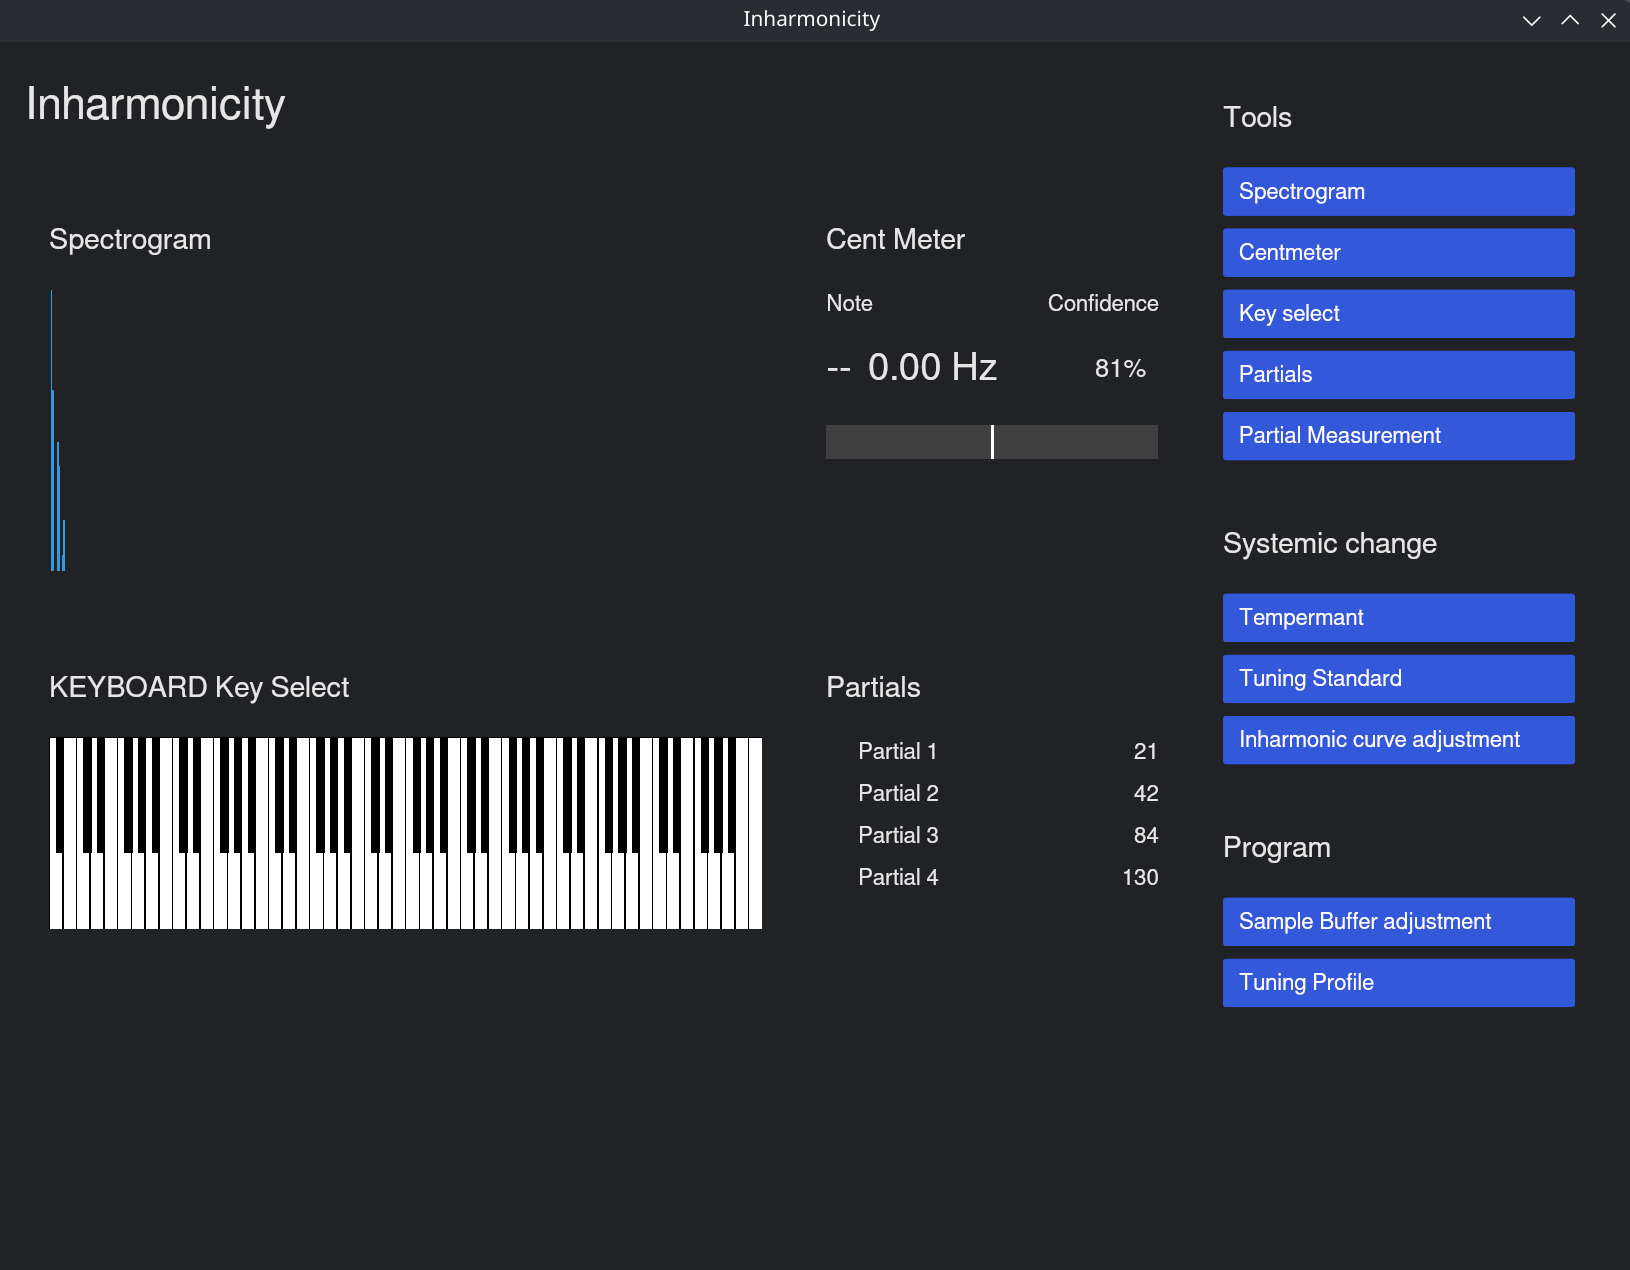 Inharmonicity
Inharmonicity
Spectrogram
Cent Meter
Note
Confidence
-- 0.00 Hz
81%
KEYBOARD Key Select
Partials
Partial 1 21
Partial 2 42
Partial 3 84
Partial 4 130
Tools
Spectrogram
Centmeter
Key select
Partials
Partial Measurement
Systemic change
Tempermant
Tuning Standard
Inharmonic curve adjustment
Program
Sample Buffer adjustment
Tuning Profile